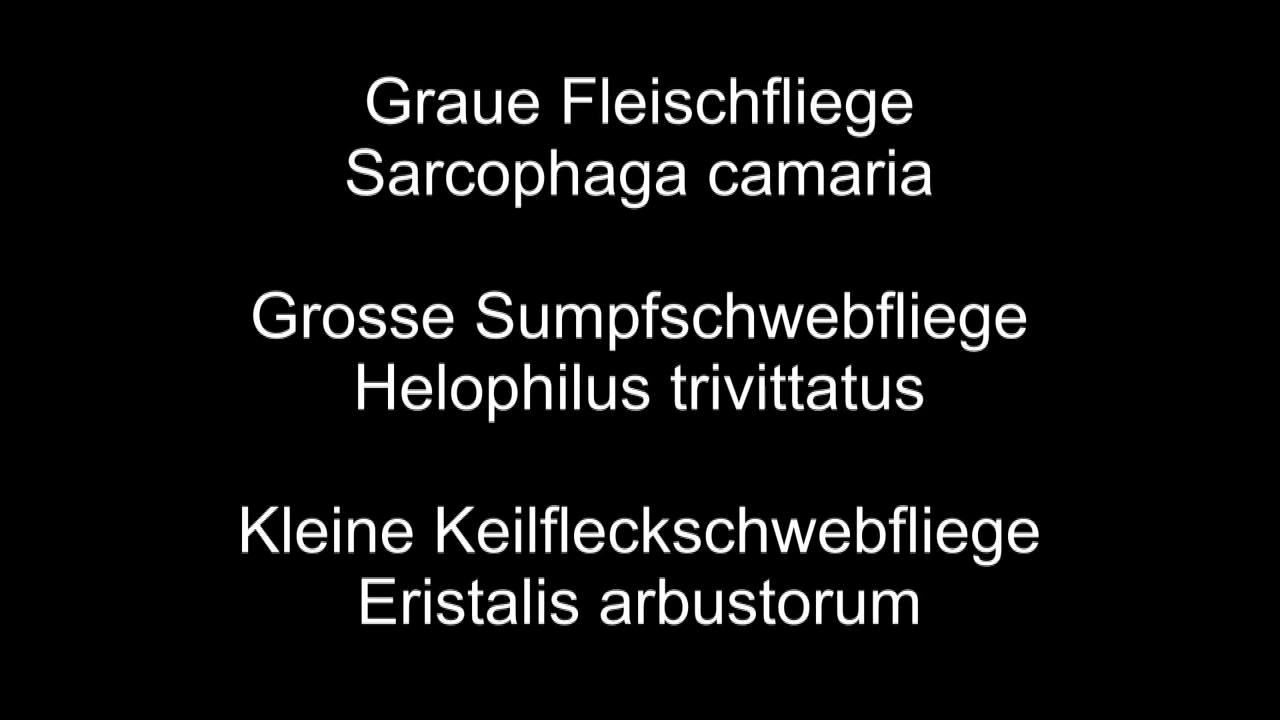 Graue Fleischfliege
Sarcophaga camaria
Grosse Sumpfschwebfliege
Helophilus trivittatus
Kleine Keilfleckschwebfliege
Eristalis arbustorum